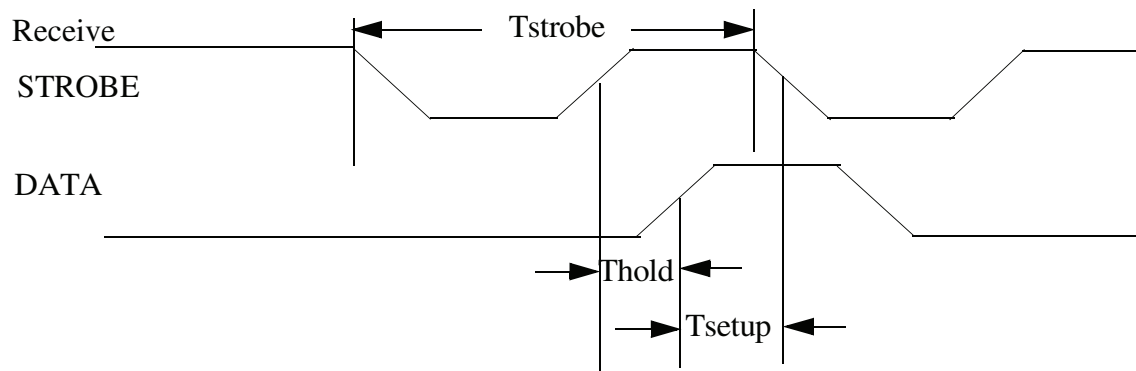 Tstrobe
Receive
STROBE
DATA
Thold
Tsetup